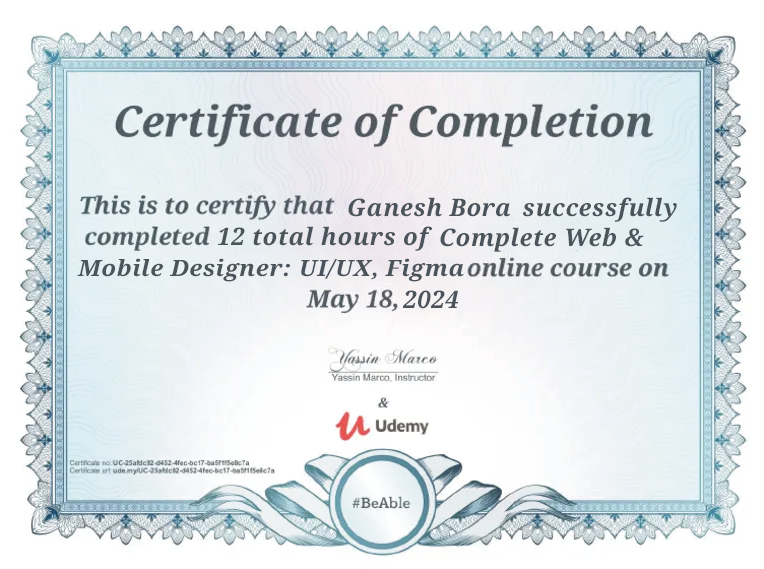 Certificate of Completion
This is to certify that Ganesh Bora successfully
completed 12 total hours of Complete Web &
Mobile Designer: UI/UX, Figma online course on
May 18, 2024
Yassin Marco
Yassin Marco, Instructor
&
Udemy
Certificate no: UC-25afdc92-d452-4fec-bc17-ba5f1f5e8c7a
Certificate url: ude.my/UC-25afdc92-d452-4fec-bc17-ba5f1f5e8c7a
#BeAble